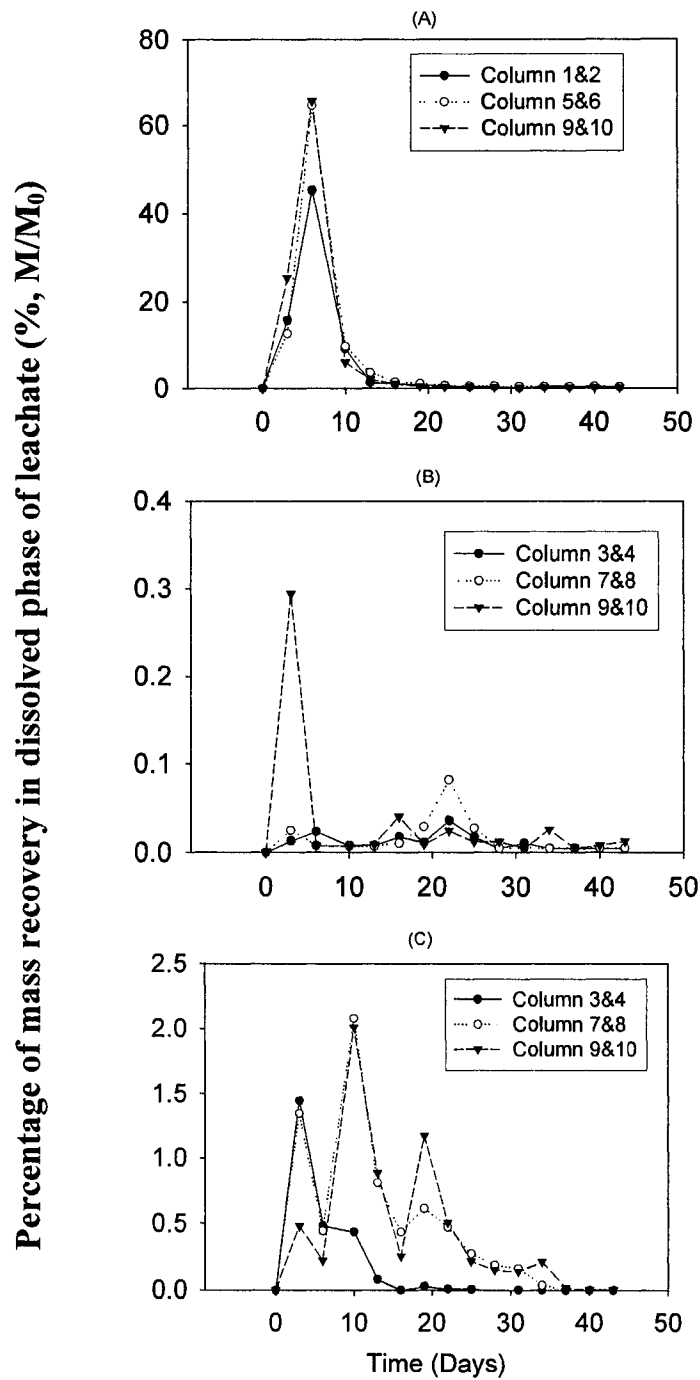 Percentage of mass recovery in dissolved phase of leachate (%, M/M₀)
(A)
80
60
40
20
0
Column 1&2
Column 5&6
Column 9&10
0 10 20 30 40 50
(B)
0.4
0.3
0.2
0.1
0.0
Column 3&4
Column 7&8
Column 9&10
0 10 20 30 40 50
(C)
2.5
2.0
1.5
1.0
0.5
0.0
Column 3&4
Column 7&8
Column 9&10
0 10 20 30 40 50
Time (Days)